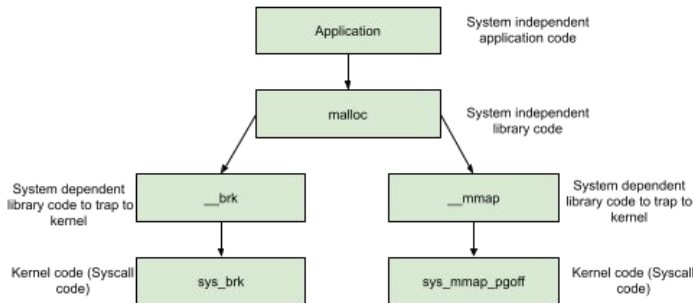 Application
System independent
application code
malloc
System independent
library code
System dependent
library code to trap to
kernel
__brk
__mmap
System dependent
library code to trap to
kernel
Kernel code (Syscall
code)
sys_brk
sys_mmap_pgoff
Kernel code (Syscall
code)